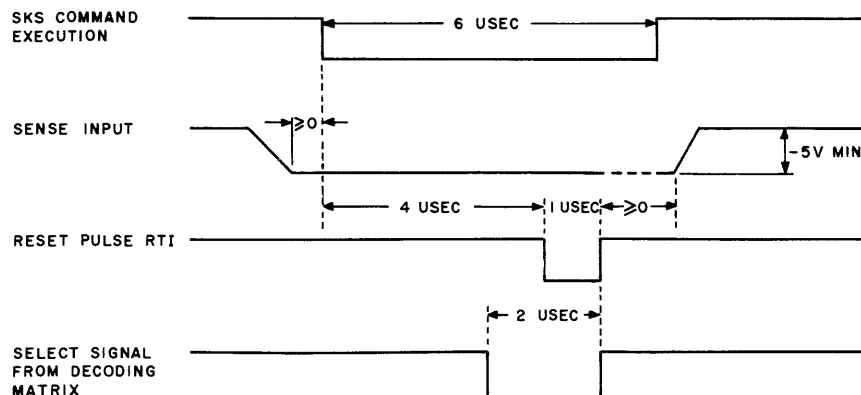 SKS COMMAND
EXECUTION
6 USEC
≥0
SENSE INPUT
-5V MIN
4 USEC
1 USEC
≥0
RESET PULSE RTI
2 USEC
SELECT SIGNAL
FROM DECODING
MATRIX